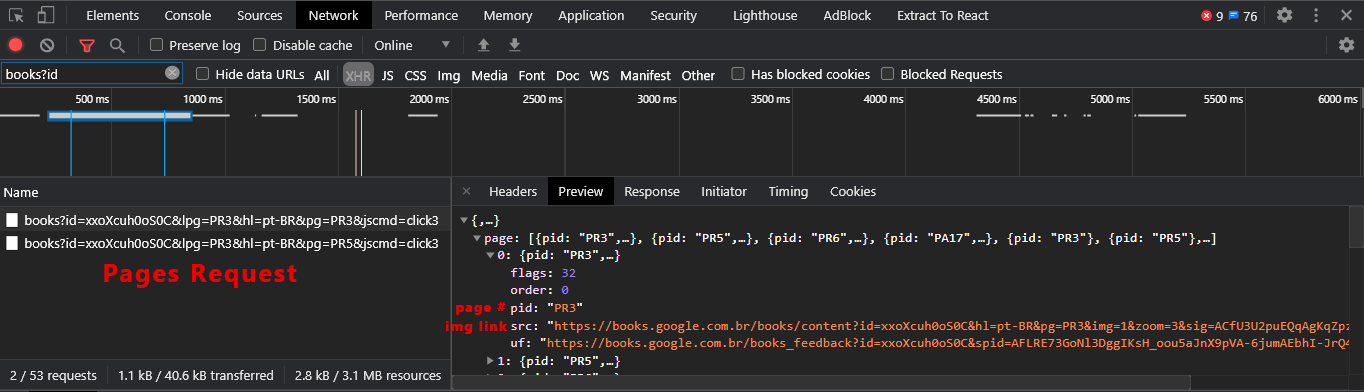 Elements Console Sources Network Performance Memory Application Security Lighthouse AdBlock Extract To React 9 76
Preserve log Disable cache Online
books?id Hide data URLs All XHR JS CSS Img Media Font Doc WS Manifest Other Has blocked cookies Blocked Requests
500 ms 1000 ms 1500 ms 2000 ms 2500 ms 3000 ms 3500 ms 4000 ms 4500 ms 5000 ms 5500 ms 6000 ms
Name
books?id=xxoXcuh0oS0C&lpg=PR3&hl=pt-BR&pg=PR3&jscmd=click3
books?id=xxoXcuh0oS0C&lpg=PR3&hl=pt-BR&pg=PR5&jscmd=click3
Pages Request
2 / 53 requests 1.1 kB / 40.6 kB transferred 2.8 kB / 3.1 MB resources
Headers Preview Response Initiator Timing Cookies
{,…}
page: [{pid: "PR3",…}, {pid: "PR5",…}, {pid: "PR6",…}, {pid: "PA17",…}, {pid: "PR3"}, {pid: "PR5"},…]
0: {pid: "PR3",…}
flags: 32
order: 0
page # pid: "PR3"
img link src: "https://books.google.com.br/books/content?id=xxoXcuh0oS0C&hl=pt-BR&pg=PR3&img=1&zoom=3&sig=ACfU3U2puEQqAgKqZpz
uf: "https://books.google.com.br/books_feedback?id=xxoXcuh0oS0C&spid=AFLRE73GoNl3DggIKsH_oou5aJnX9pVA-6jumAEbhI-JrQ4
1: {pid: "PR5",…}